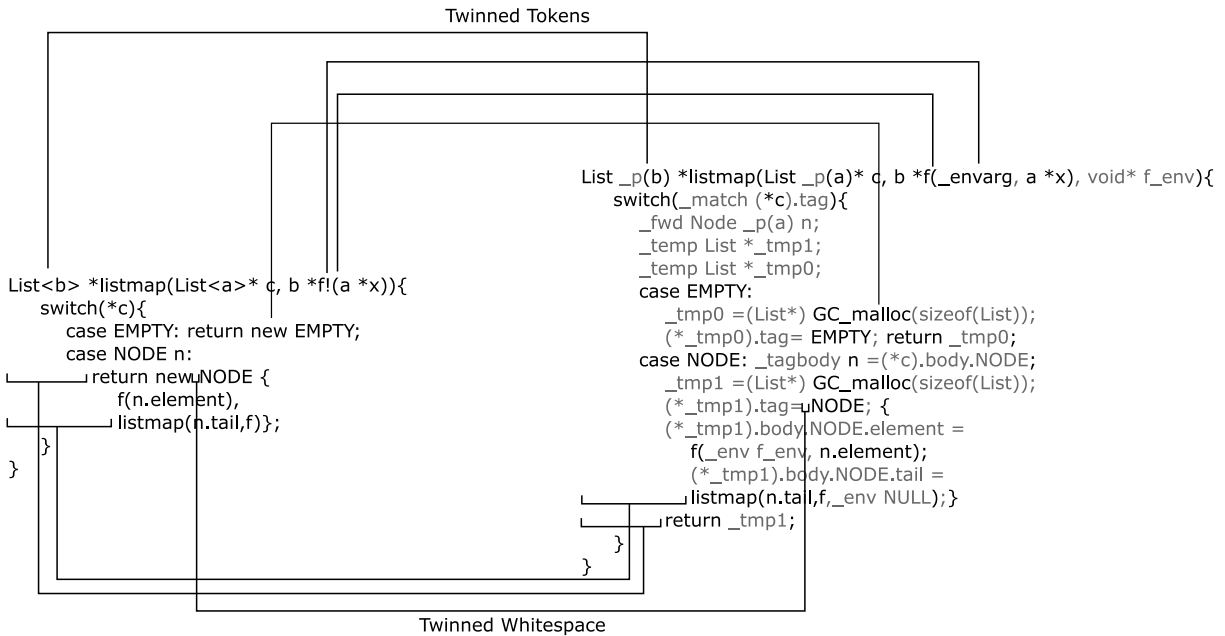 Twinned Tokens
List<b> *listmap(List<a>* c, b *f!(a *x)){
switch(*c){
case EMPTY: return new EMPTY;
case NODE n:
return new NODE {
f(n.element),
listmap(n.tail,f)};
}
}
List _p(b) *listmap(List _p(a)* c, b *f(_envarg, a *x), void* f_env){
switch(_match (*c).tag){
_fwd Node _p(a) n;
_temp List *_tmp1;
_temp List *_tmp0;
case EMPTY:
_tmp0 =(List*) GC_malloc(sizeof(List));
(*_tmp0).tag= EMPTY; return _tmp0;
case NODE: _tagbody n =(*c).body.NODE;
_tmp1 =(List*) GC_malloc(sizeof(List));
(*_tmp1).tag= NODE; {
(*_tmp1).body.NODE.element =
f(_env f_env, n.element);
(*_tmp1).body.NODE.tail =
listmap(n.tail,f,_env NULL);}
return _tmp1;
}
}
Twinned Whitespace